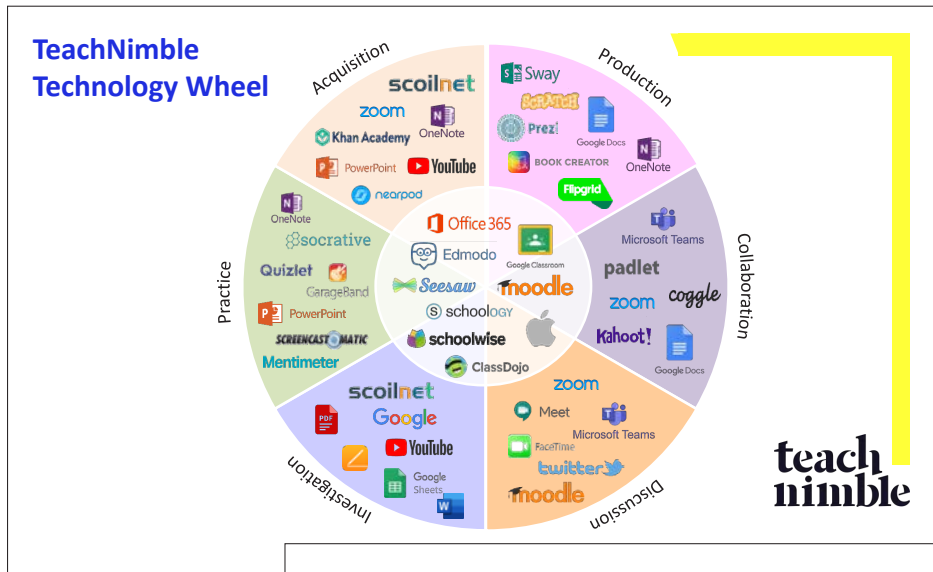 TeachNimble
Technology Wheel
Acquisition
scoilnet
zoom
OneNote
Khan Academy
PowerPoint
YouTube
nearpod
Production
Sway
SCRATCH
Prezi
Google Docs
BOOK CREATOR
OneNote
Flipgrid
Practice
OneNote
socrative
Quizlet
GarageBand
PowerPoint
SCREENCAST MATIC
Mentimeter
Office 365
Edmodo
Google Classroom
Seesaw
moodle
S schoology
schoolwise
ClassDojo
Collaboration
Microsoft Teams
padlet
zoom
coggle
Kahoot!
Google Docs
Investigation
scoilnet
PDF
Google
YouTube
Google
Sheets
W
Discussion
zoom
Meet
Microsoft Teams
FaceTime
twitter
moodle
teach
nimble